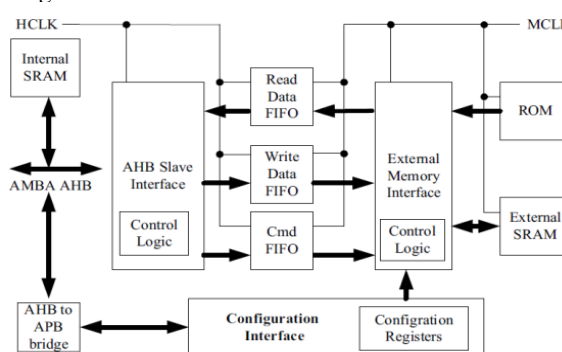 HCLK
MCLK
Internal
SRAM
Read
Data
FIFO
ROM
AHB Slave
Interface
External
Memory
Interface
Write
Data
FIFO
AMBA AHB
Control
Logic
Cmd
FIFO
Control
Logic
External
SRAM
AHB to
APB
bridge
Configuration
Interface
Configration
Registers